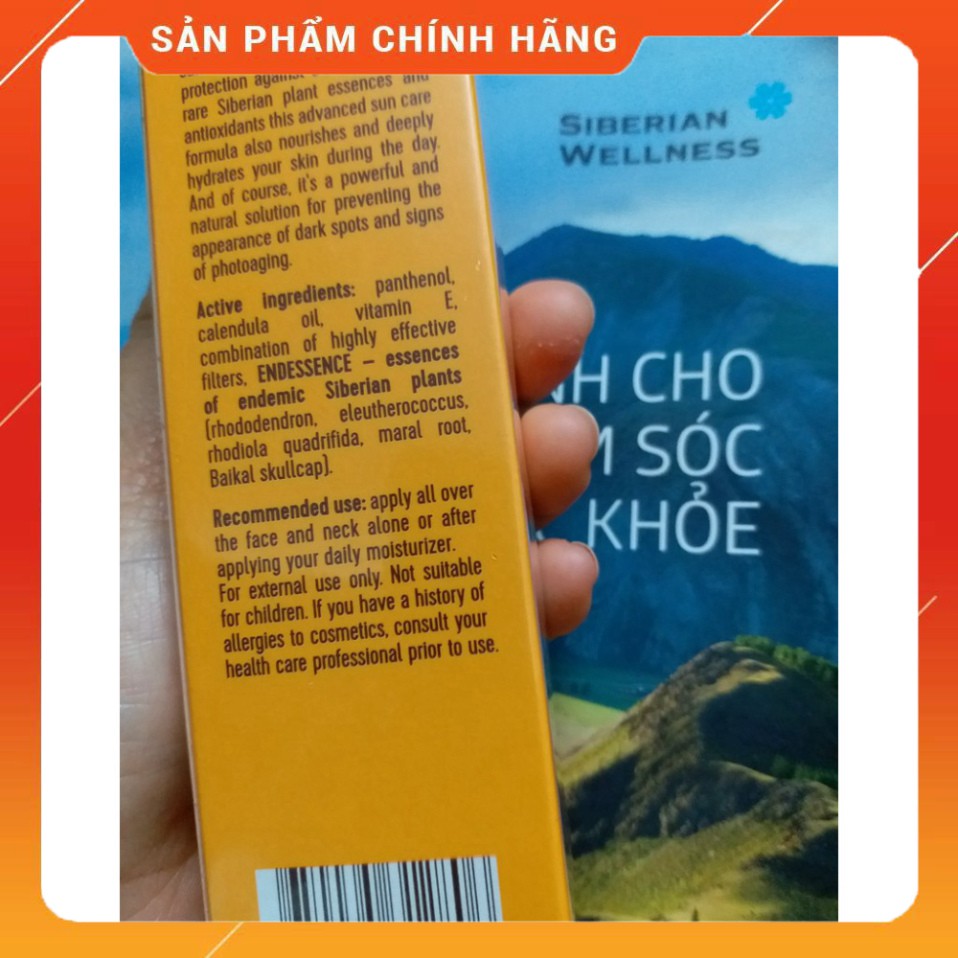 SẢN PHẨM CHÍNH HÃNG
protection against
rare Siberian plant essences and
antioxidants this advanced sun care
formula also nourishes and deeply
hydrates your skin during the day.
And of course, it's a powerful and
natural solution for preventing the
appearance of dark spots and signs
of photoaging.
Active ingredients: panthenol,
calendula oil, vitamin E,
combination of highly effective
filters, ENDESSENCE – essences
of endemic Siberian plants
(rhododendron, eleutherococcus,
rhodiola quadrifida, maral root,
Baikal skullcap).
Recommended use: apply all over
the face and neck alone or after
applying your daily moisturizer.
For external use only. Not suitable
for children. If you have a history of
allergies to cosmetics, consult your
health care professional prior to use.
SIBERIAN
WELLNESS
NH CHO
M SÓC
KHỎE